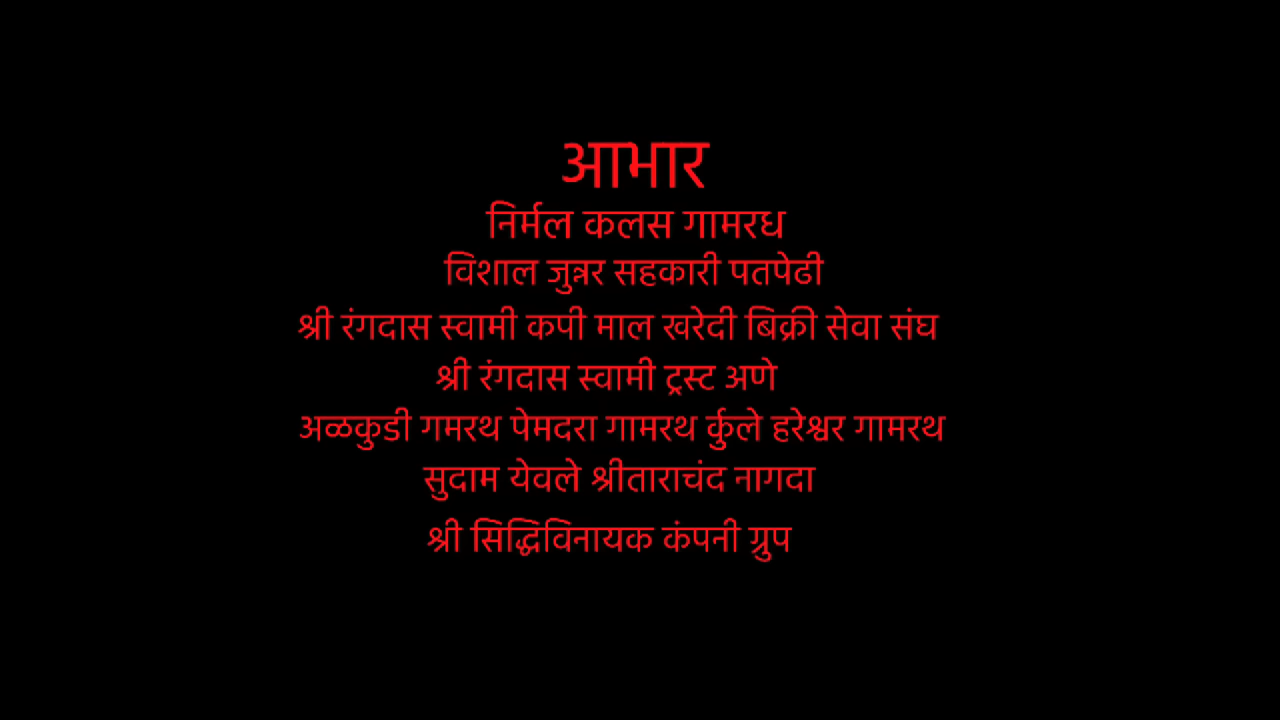 आभार
निर्मल कलस गामरध
विशाल जुन्नर सहकारी पतपेढी
श्री रंगदास स्वामी कपी माल खरेदी बिक्री सेवा संघ
श्री रंगदास स्वामी ट्रस्ट अणे
अळकुडी गमरथ पेमदरा गामरथ र्कुले हरेश्वर गामरथ
सुदाम येवले श्रीताराचंद नागदा
श्री सिद्धिविनायक कंपनी ग्रुप